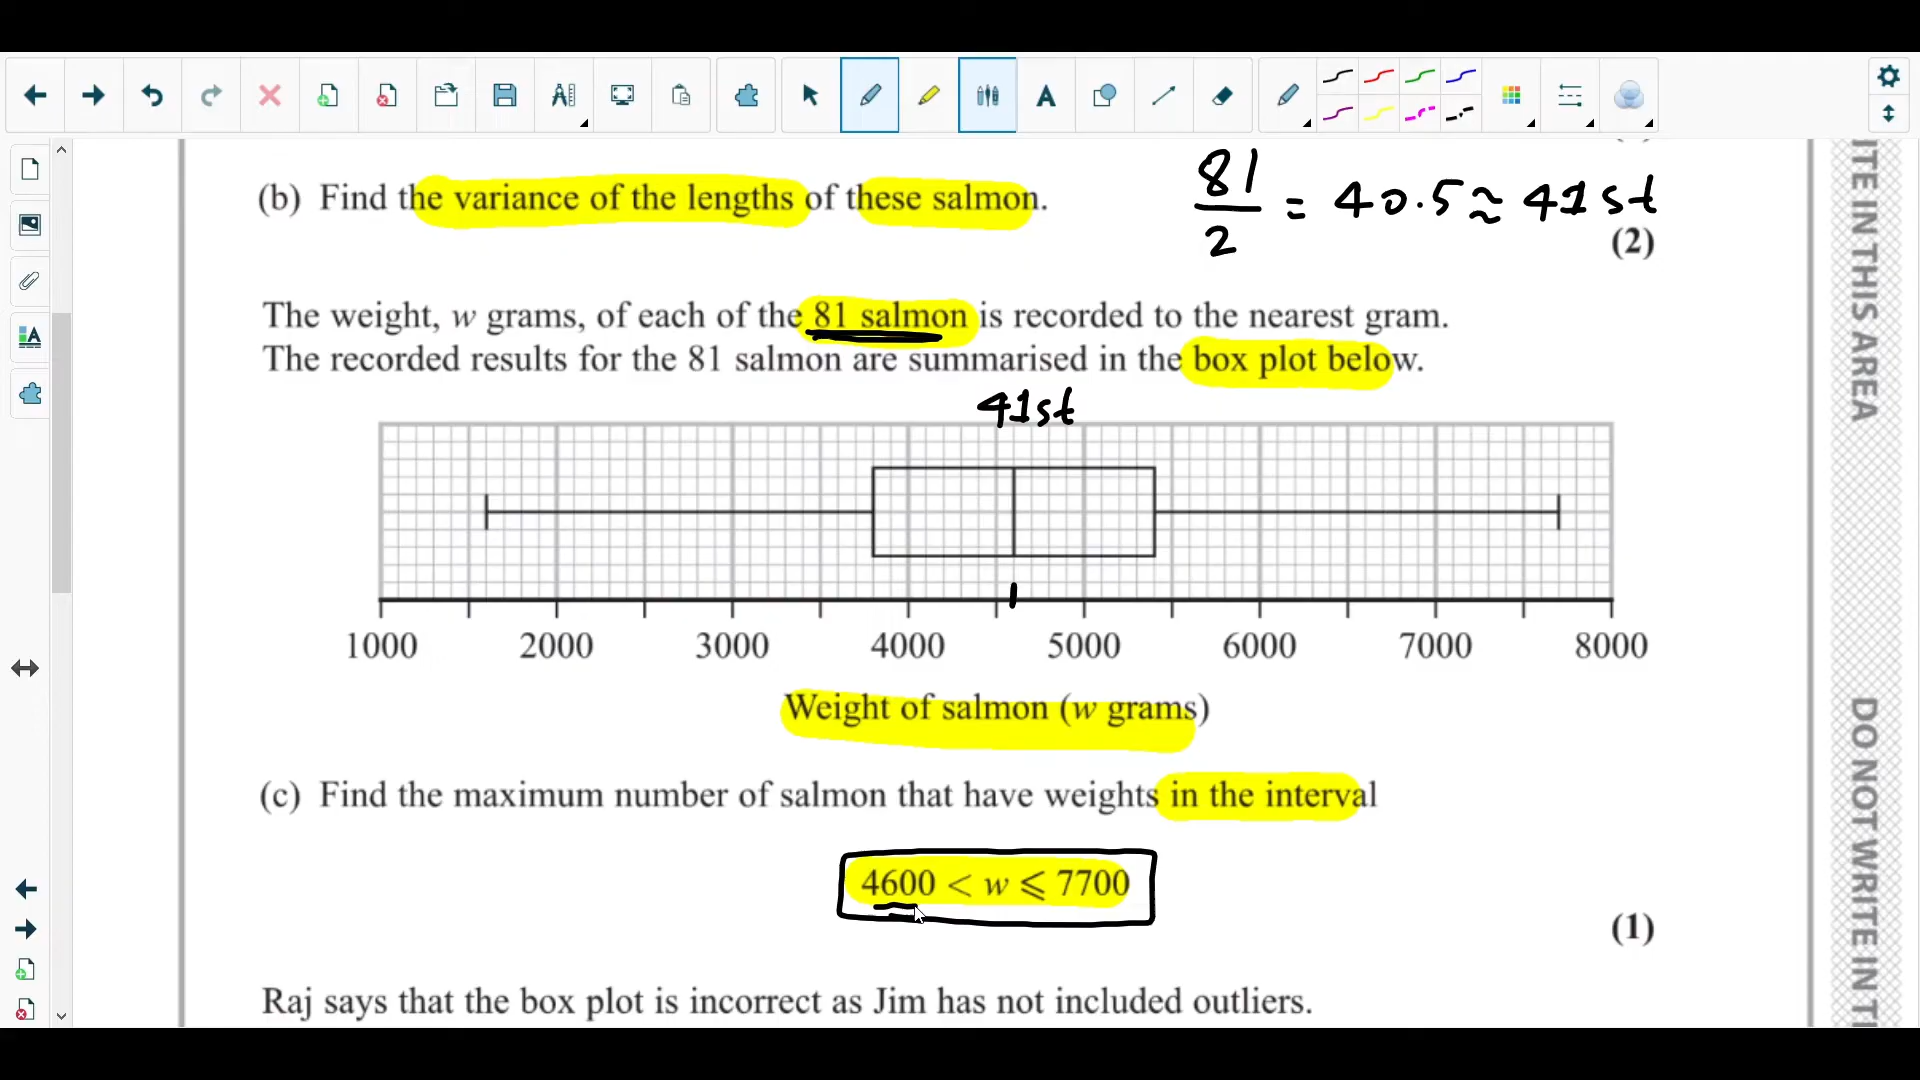 (b) Find the variance of the lengths of these salmon.
81
2
= 40.5 ≈ 41st
(2)
The weight, w grams, of each of the 81 salmon is recorded to the nearest gram.
The recorded results for the 81 salmon are summarised in the box plot below.
41st
1000 2000 3000 4000 5000 6000 7000 8000
Weight of salmon (w grams)
(c) Find the maximum number of salmon that have weights in the interval
4600 < w ⩽ 7700
(1)
Raj says that the box plot is incorrect as Jim has not included outliers.
ITE IN THIS AREA
DO NOT WRITE IN TI